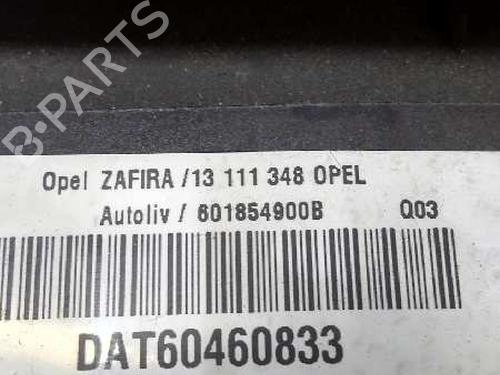 B-PARTS
Opel ZAFIRA /13 111 348 OPEL
Autoliv / 601854900B Q03
DAT60460833